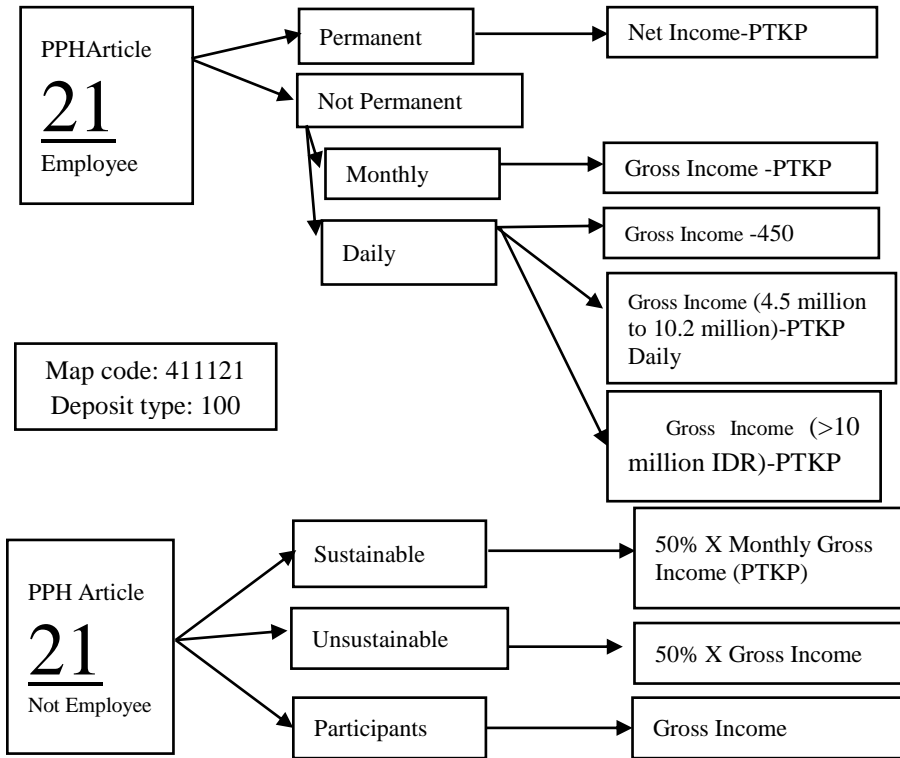 PPHArticle
21
Employee
Permanent
Net Income-PTKP
Not Permanent
Monthly
Gross Income -PTKP
Daily
Gross Income -450
Gross Income (4.5 million
to 10.2 million)-PTKP
Daily
Gross Income (>10
million IDR)-PTKP
Map code: 411121
Deposit type: 100
PPH Article
21
Not Employee
Sustainable
50% X Monthly Gross
Income (PTKP)
Unsustainable
50% X Gross Income
Participants
Gross Income